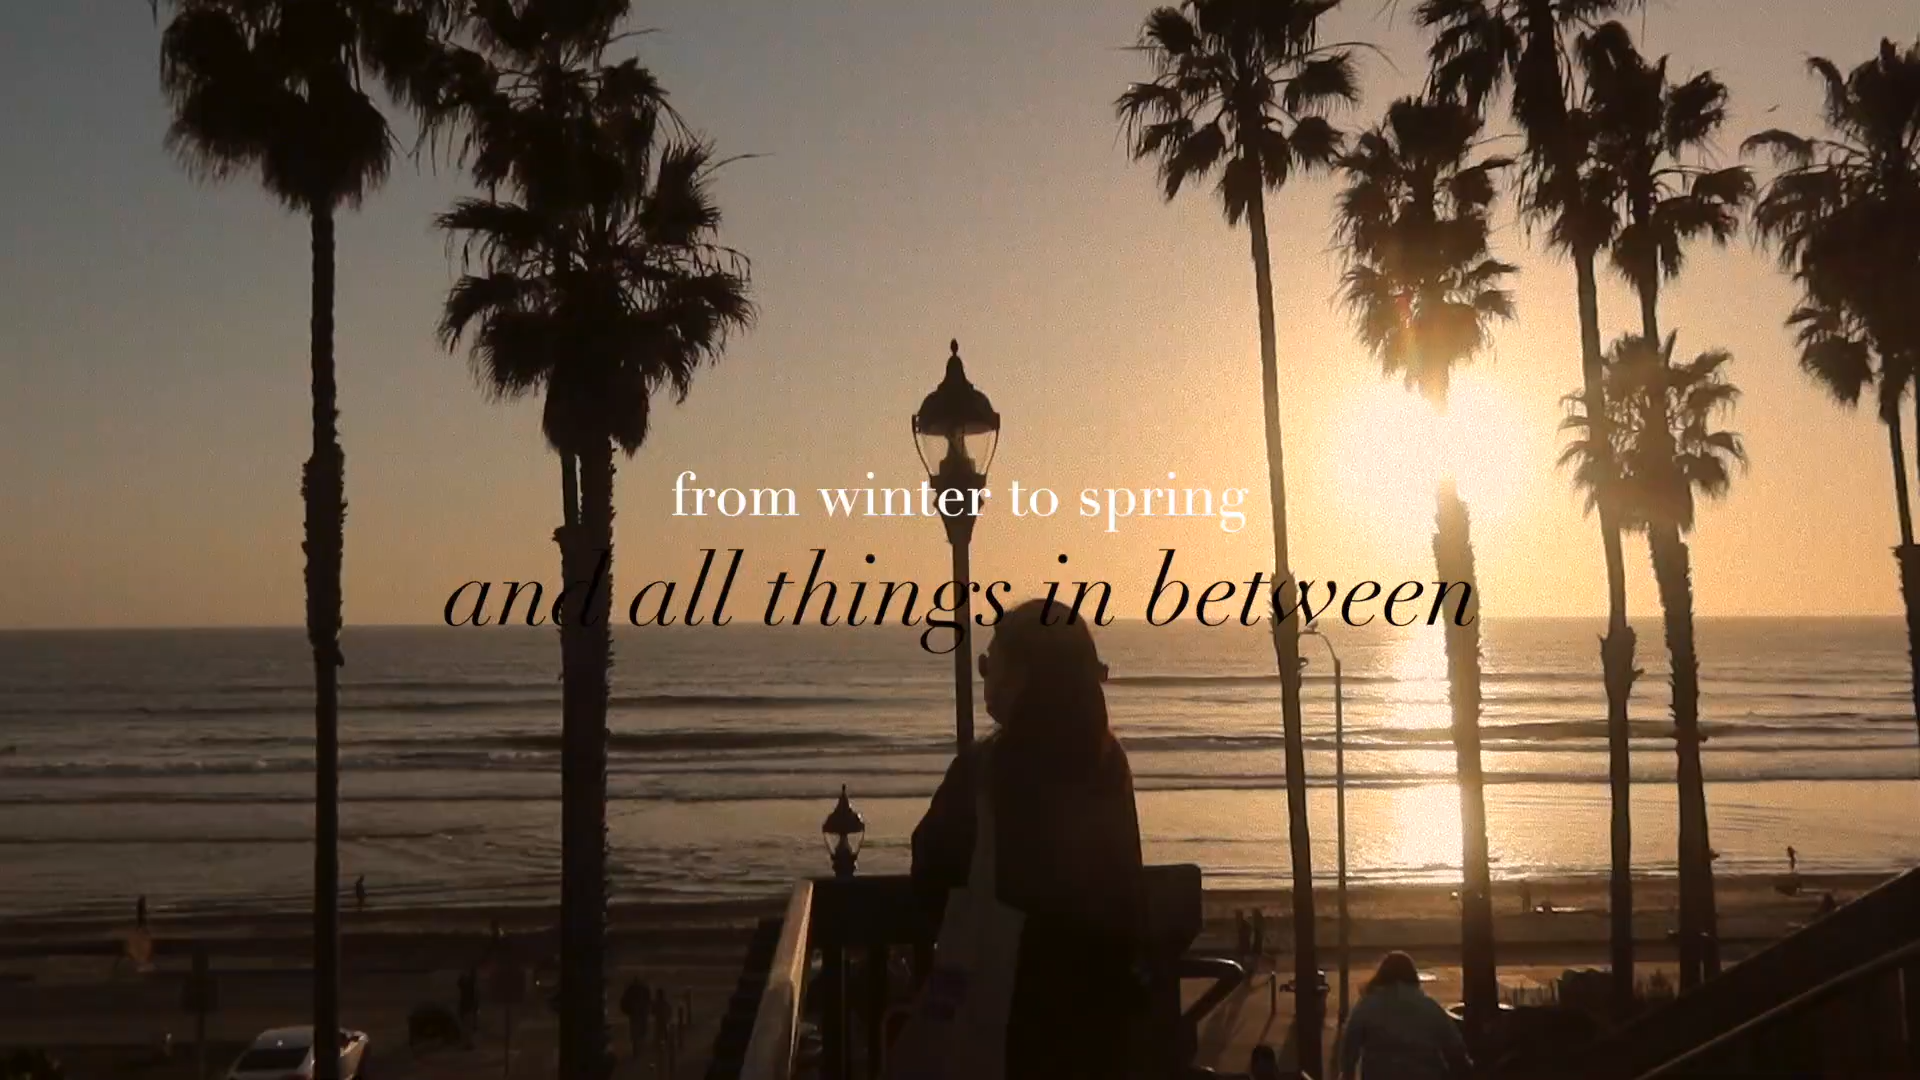 from winter to spring
and all things in between